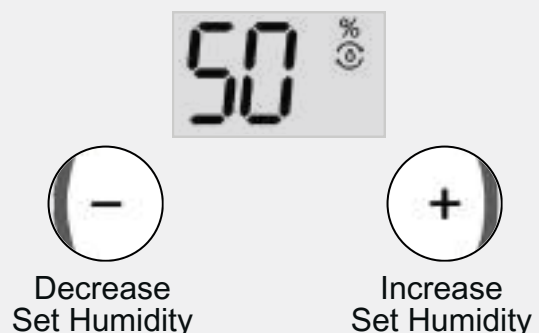 50 %
-
+
Decrease
Set Humidity
Increase
Set Humidity